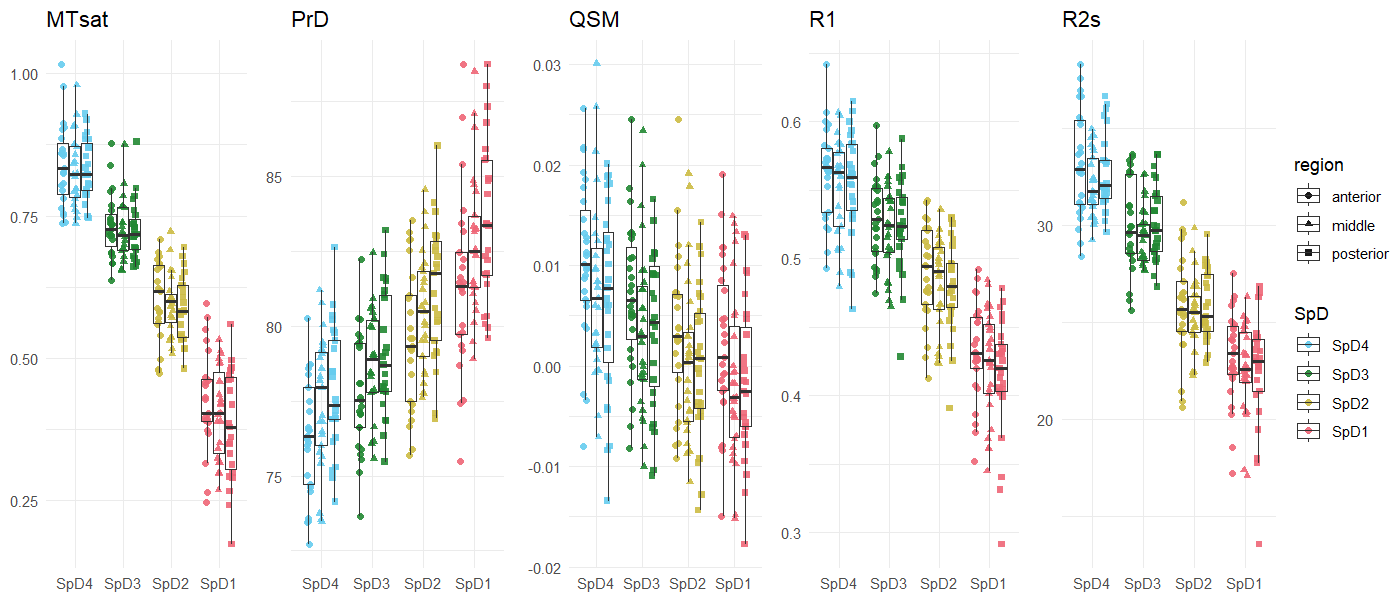 MTsat
PrD
QSM
R1
R2s
1.00
0.75
0.50
0.25
SpD4 SpD3 SpD2 SpD1
85
80
75
SpD4 SpD3 SpD2 SpD1
0.03
0.02
0.01
0.00
-0.01
-0.02
SpD4 SpD3 SpD2 SpD1
0.6
0.5
0.4
0.3
SpD4 SpD3 SpD2 SpD1
30
20
SpD4 SpD3 SpD2 SpD1
region
anterior
middle
posterior
SpD
SpD4
SpD3
SpD2
SpD1